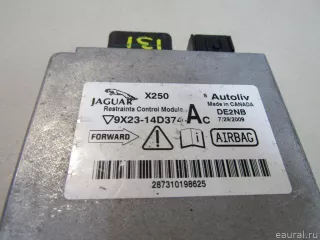 131
JAGUAR
X250
Restraints Control Module
Autoliv
Made in CANADA
DE2NB
7/28/2009
9X23-14D374-AC
FORWARD
AIRBAG
287310198625
eaural.ru